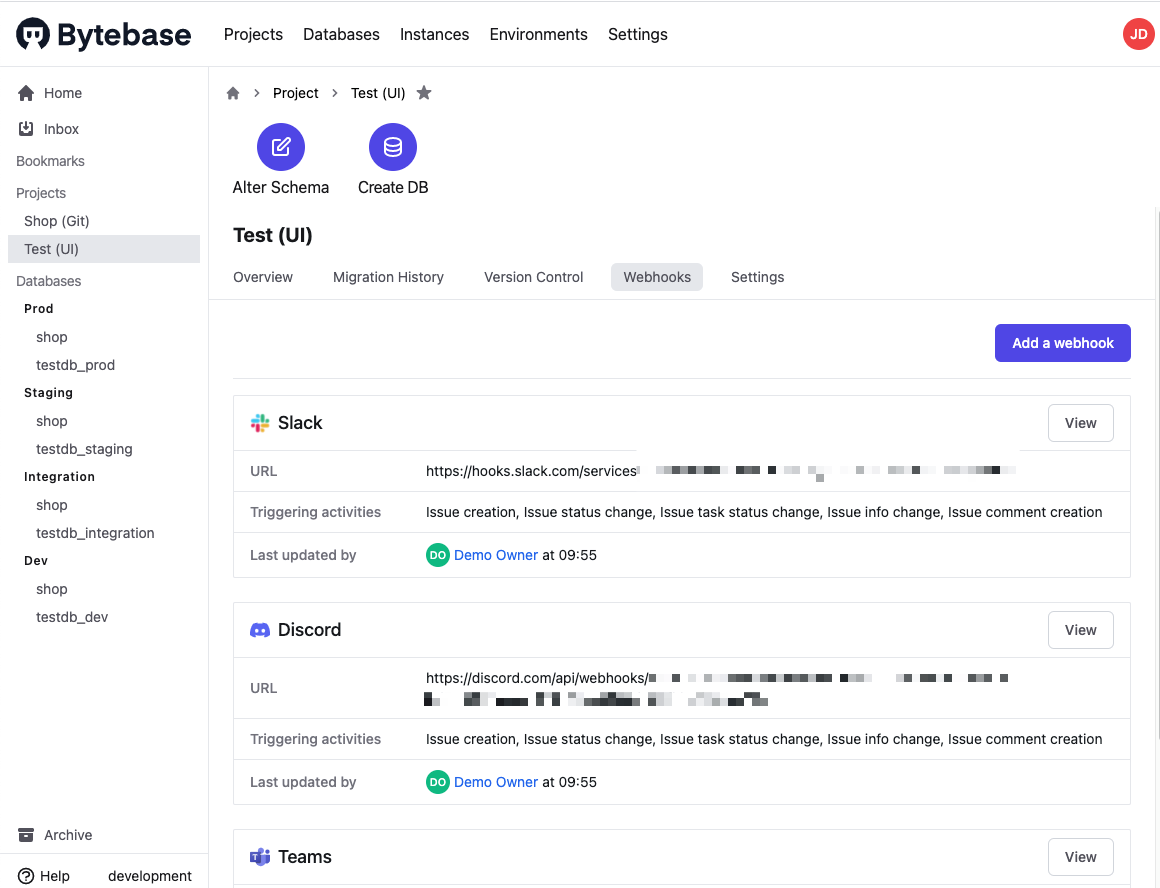 Bytebase Projects Databases Instances Environments Settings JD
Home
Inbox
Bookmarks
Projects
Shop (Git)
Test (UI)
Databases
Prod
shop
testdb_prod
Staging
shop
testdb_staging
Integration
shop
testdb_integration
Dev
shop
testdb_dev
Archive
Help development
Project Test (UI)
Alter Schema Create DB
Test (UI)
Overview Migration History Version Control Webhooks Settings
Add a webhook
Slack View
URL https://hooks.slack.com/services
Triggering activities Issue creation, Issue status change, Issue task status change, Issue info change, Issue comment creation
Last updated by DO Demo Owner at 09:55
Discord View
URL https://discord.com/api/webhooks/
Triggering activities Issue creation, Issue status change, Issue task status change, Issue info change, Issue comment creation
Last updated by DO Demo Owner at 09:55
Teams View